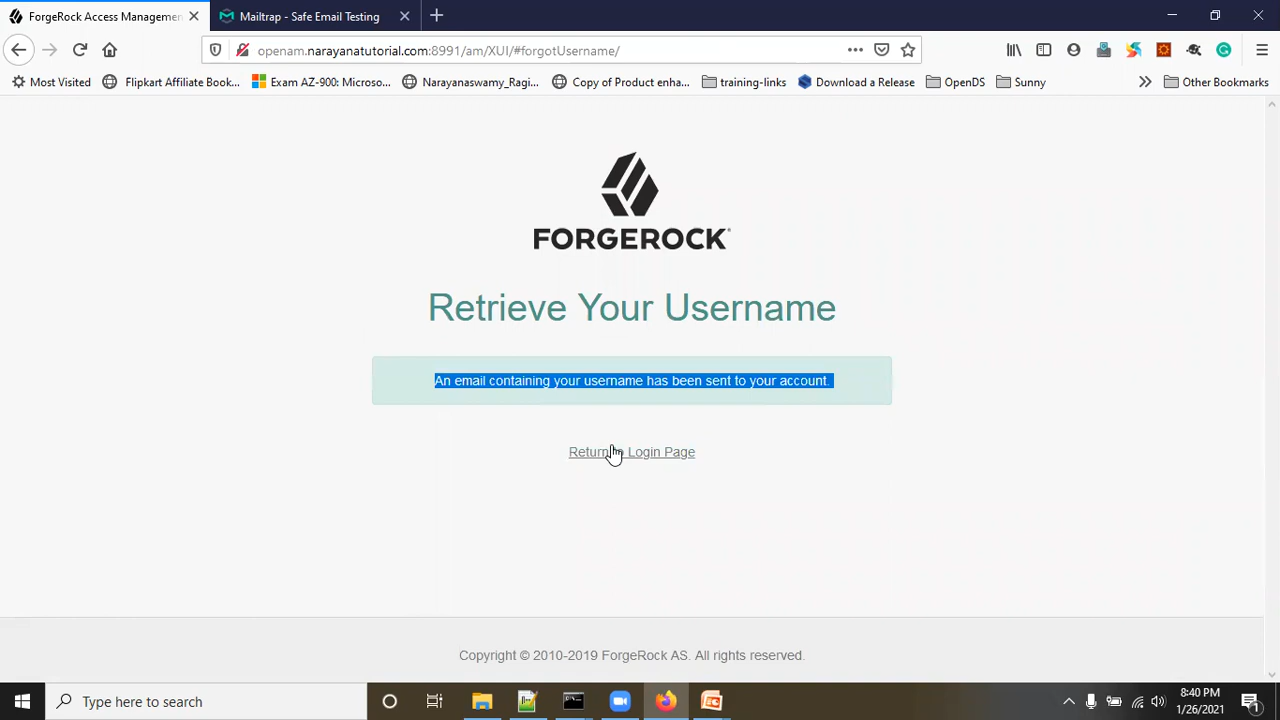 ForgeRock Access Managemen
Mailtrap - Safe Email Testing
openam.narayanatutorial.com:8991/am/XUI/#forgotUsername/
Most Visited
Flipkart Affiliate Book...
Exam AZ-900: Microso...
Narayanaswamy_Ragi...
Copy of Product enha...
training-links
Download a Release
OpenDS
Sunny
Other Bookmarks
FORGEROCK
Retrieve Your Username
An email containing your username has been sent to your account.
Return to Login Page
Copyright © 2010-2019 ForgeRock AS. All rights reserved.
Type here to search
8:40 PM
1/26/2021